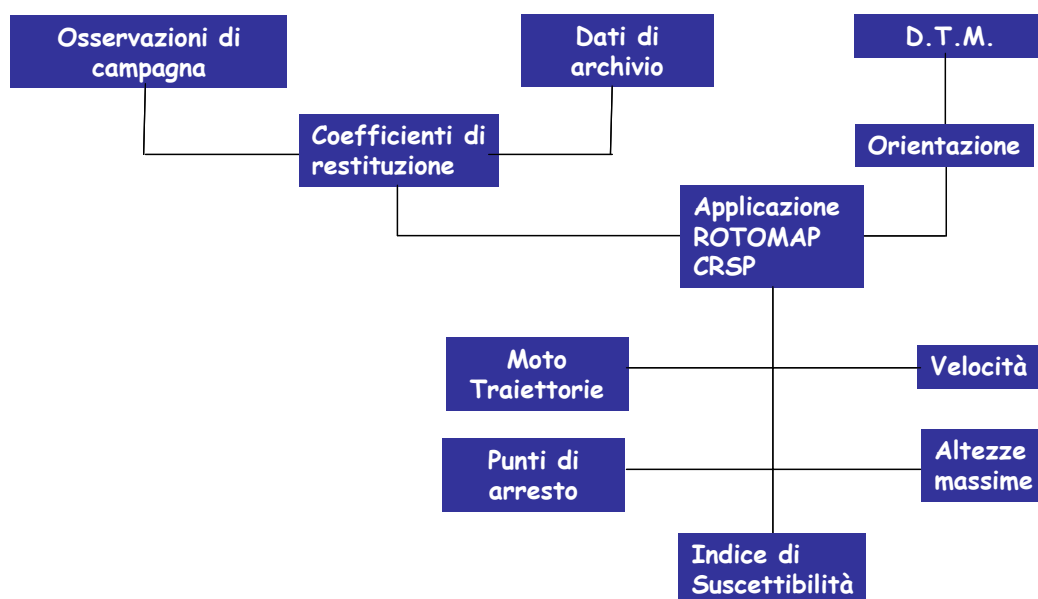 Osservazioni di
campagna
Dati di
archivio
D.T.M.
Coefficienti di
restituzione
Orientazione
Applicazione
ROTOMAP
CRSP
Moto
Traiettorie
Velocità
Punti di
arresto
Altezze
massime
Indice di
Suscettibilità